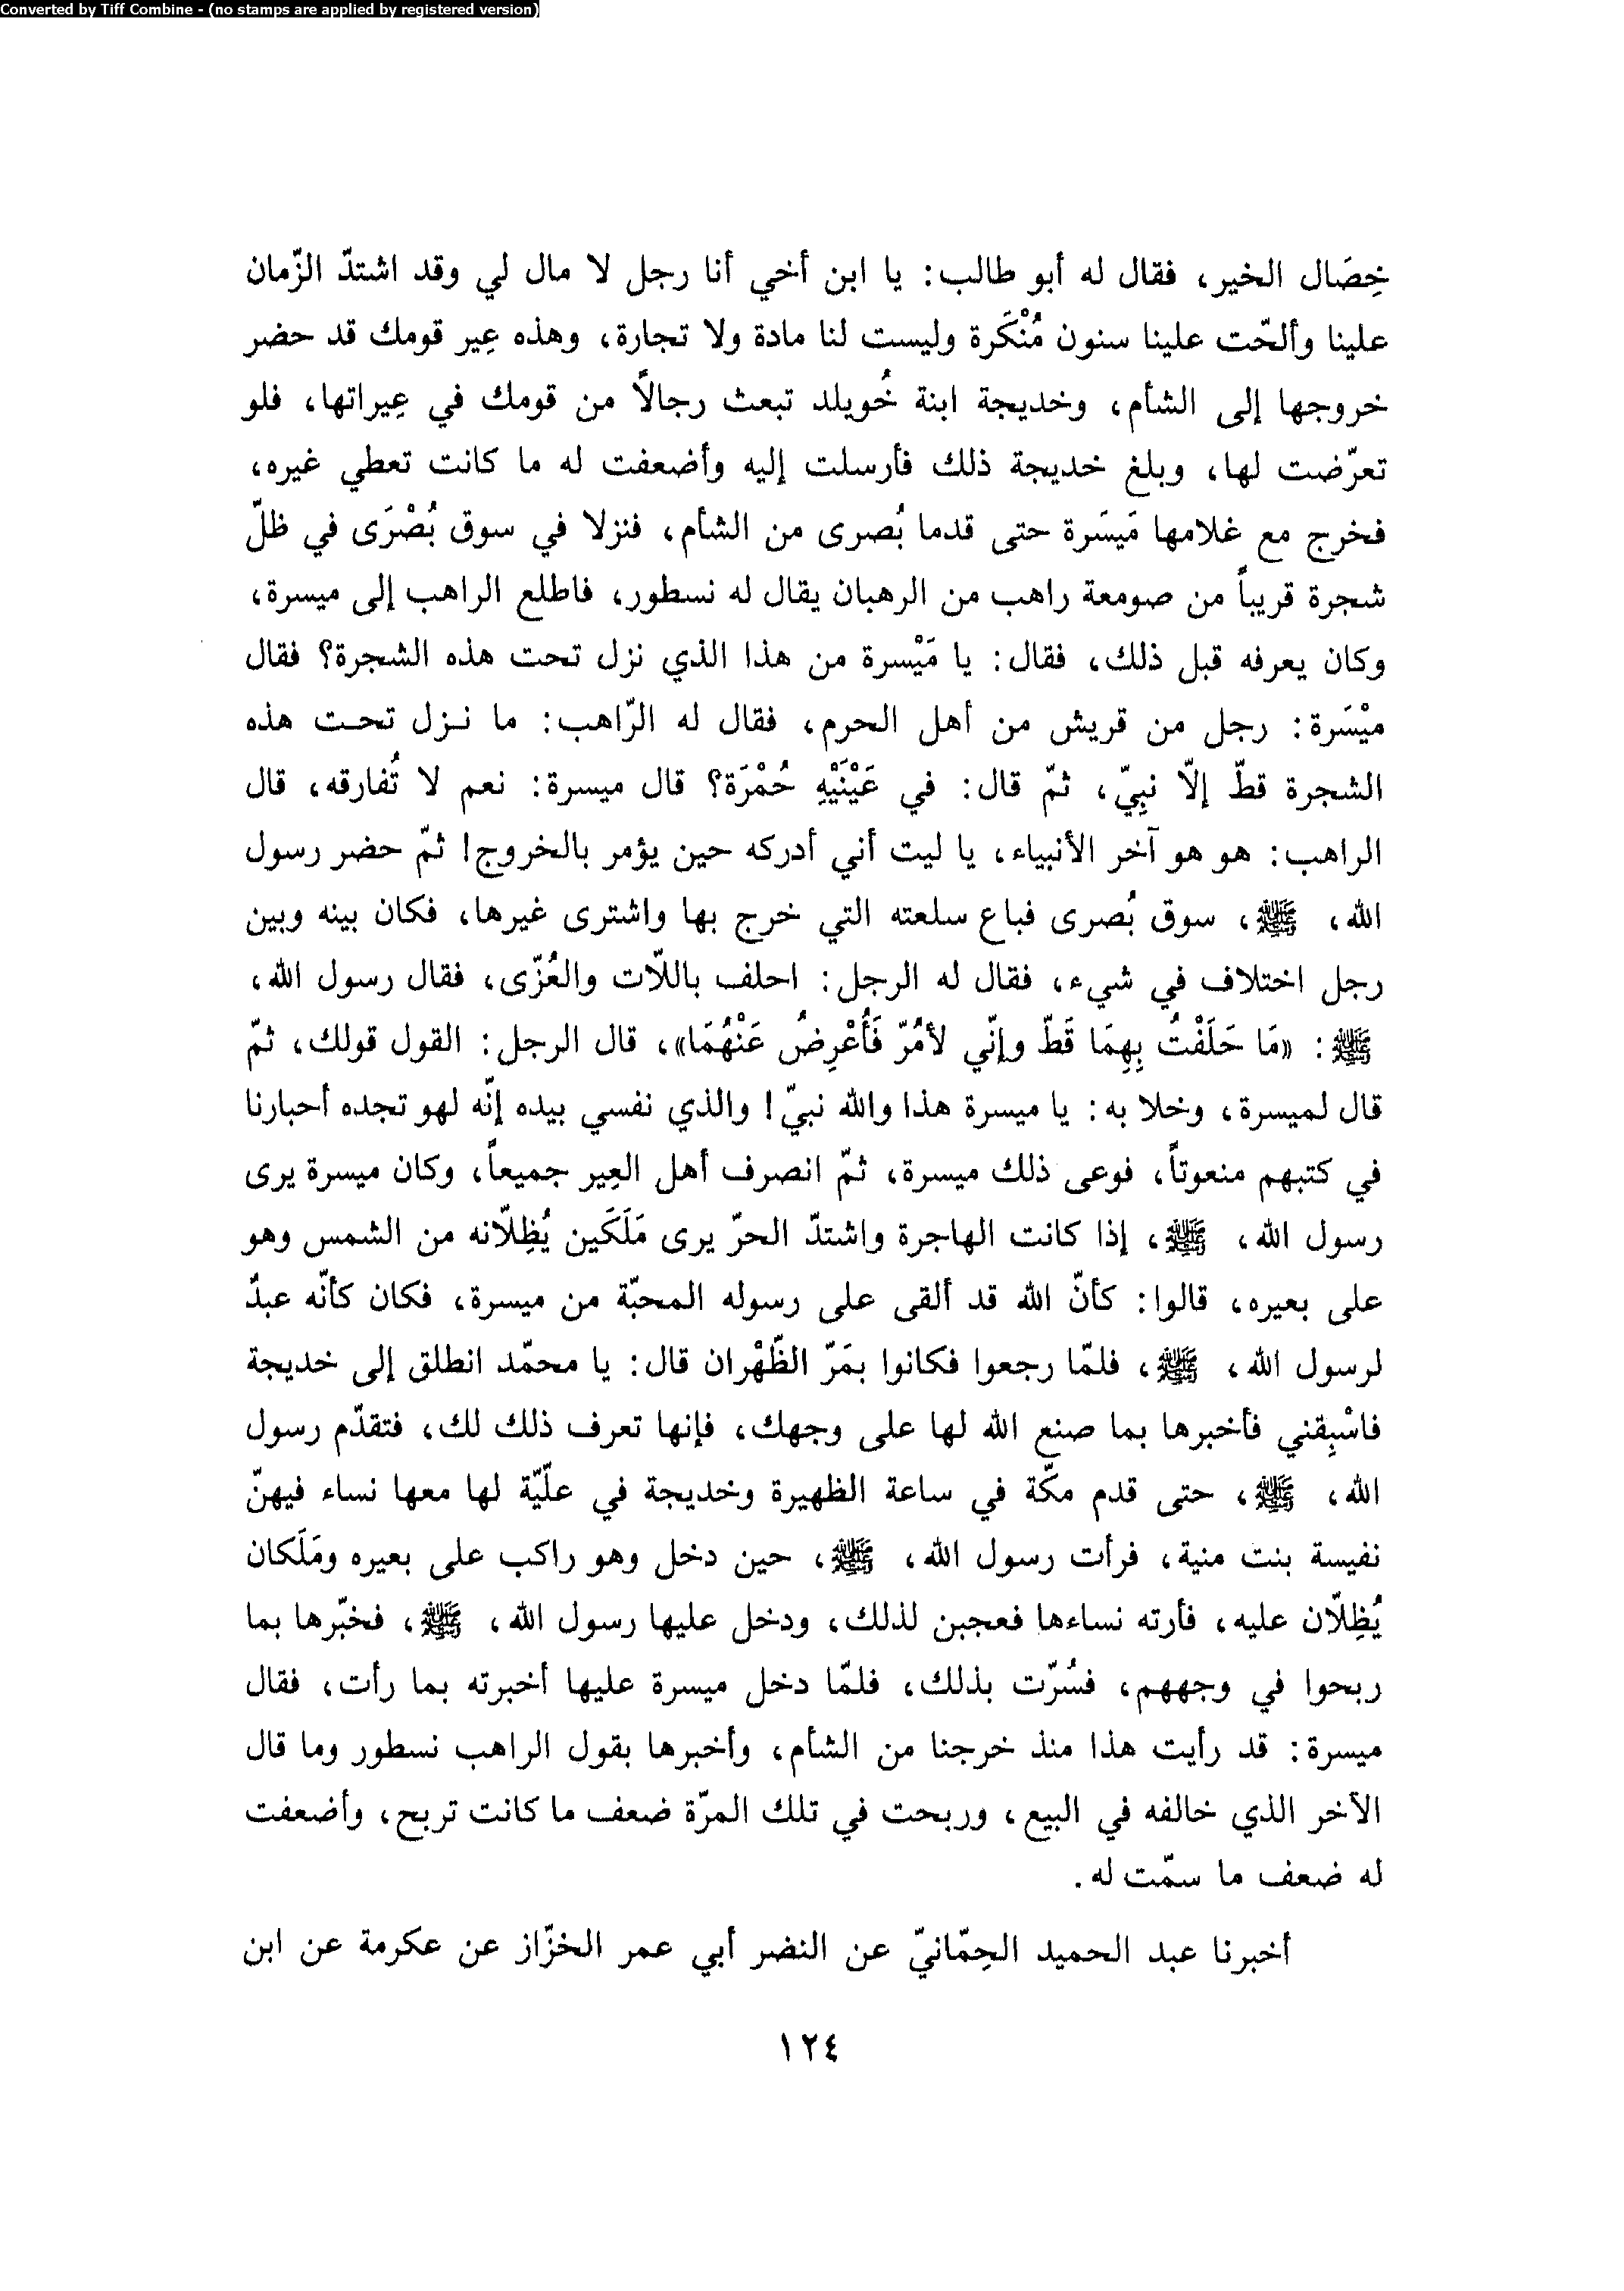 Converted by Tiff Combine - (no stamps are applied by registered version)
خِصَال الخير، فقال له أبو طالب: يا ابن أخي أنا رجل لا مال لي وقد اشتدّ الزّمان
علينا وألحّت علينا سنون مُنْكَرة وليست لنا مادة ولا تجارة، وهذه عِير قومك قد حضر
خروجها إلى الشأم، وخديجة ابنة خُويلد تبعث رجالاً من قومك في عِيراتها، فلو
تعرّضت لها، وبلغ خديجة ذلك فأرسلت إليه وأضعفت له ما كانت تعطي غيره،
فخرج مع غلامها مَيسَرة حتى قدما بُصرى من الشأم، فنزلا في سوق بُصْرَى في ظلّ
شجرة قريباً من صومعة راهب من الرهبان يقال له نسطور، فاطلع الراهب إلى ميسرة،
وكان يعرفه قبل ذلك، فقال: يا مَيْسرة من هذا الذي نزل تحت هذه الشجرة؟ فقال
ميْسَرة: رجل من قريش من أهل الحرم، فقال له الرّاهب: ما نـزل تحـت هذه
الشجرة قطّ إلّا نبِيّ، ثمّ قال: في عَيْنَيْهِ حُمْرَة؟ قال ميسرة: نعم لا تُفارقه، قال
الراهب: هو هو آخر الأنبياء، يا ليت أني أدركه حين يؤمر بالخروج! ثمّ حضر رسول
الله، ﷺ، سوق بُصرى فباع سلعته التي خرج بها واشترى غيرها، فكان بينه وبين
رجل اختلاف في شيء، فقال له الرجل: احلف باللّات والعُزّى، فقال رسول الله،
ﷺ: «مَا حَلَفْتُ بِهِمَا قَطّ وإنّي لأمُرّ فَأُعْرِضُ عَنْهُمَا»، قال الرجل: القول قولك، ثمّ
قال لميسرة، وخلا به: يا ميسرة هذا والله نبيّ! والذي نفسي بيده إنّه لهو تجده أحبارنا
في كتبهم منعوتاً، فوعى ذلك ميسرة، ثمّ انصرف أهل العِير جميعاً، وكان ميسرة يرى
رسول الله، ﷺ، إذا كانت الهاجرة واشتدّ الحرّ يرى مَلَكَين يُظِلّانه من الشمس وهو
على بعيره، قالوا: كأنّ الله قد ألقى على رسوله المحبّة من ميسرة، فكان كأنّه عبدٌ
لرسول الله، ﷺ، فلمّا رجعوا فكانوا بمَرّ الظّهْران قال: يا محمّد انطلق إلى خديجة
فاسْبِقني فأخبرها بما صنع الله لها على وجهك، فإنها تعرف ذلك لك، فتقدّم رسول
الله، ﷺ، حتى قدم مكّة في ساعة الظهيرة وخديجة في علّيّة لها معها نساء فيهنّ
نفيسة بنت منية، فرأت رسول الله، ﷺ، حين دخل وهو راكب على بعيره ومَلَكان
يُظِلّان عليه، فأرته نساءها فعجبن لذلك، ودخل عليها رسول الله، ﷺ، فخبّرها بما
ربحوا في وجههم، فسُرّت بذلك، فلمّا دخل ميسرة عليها أخبرته بما رأت، فقال
ميسرة: قد رأيت هذا منذ خرجنا من الشأم، وأخبرها بقول الراهب نسطور وما قال
الآخر الذي خالفه في البيع، وربحت في تلك المرّة ضعف ما كانت تربح، وأضعفت
له ضعف ما سمّت له.
أخبرنا عبد الحميد الحِمّانيّ عن النضر أبي عمر الخزّاز عن عكرمة عن ابن
١٢٤